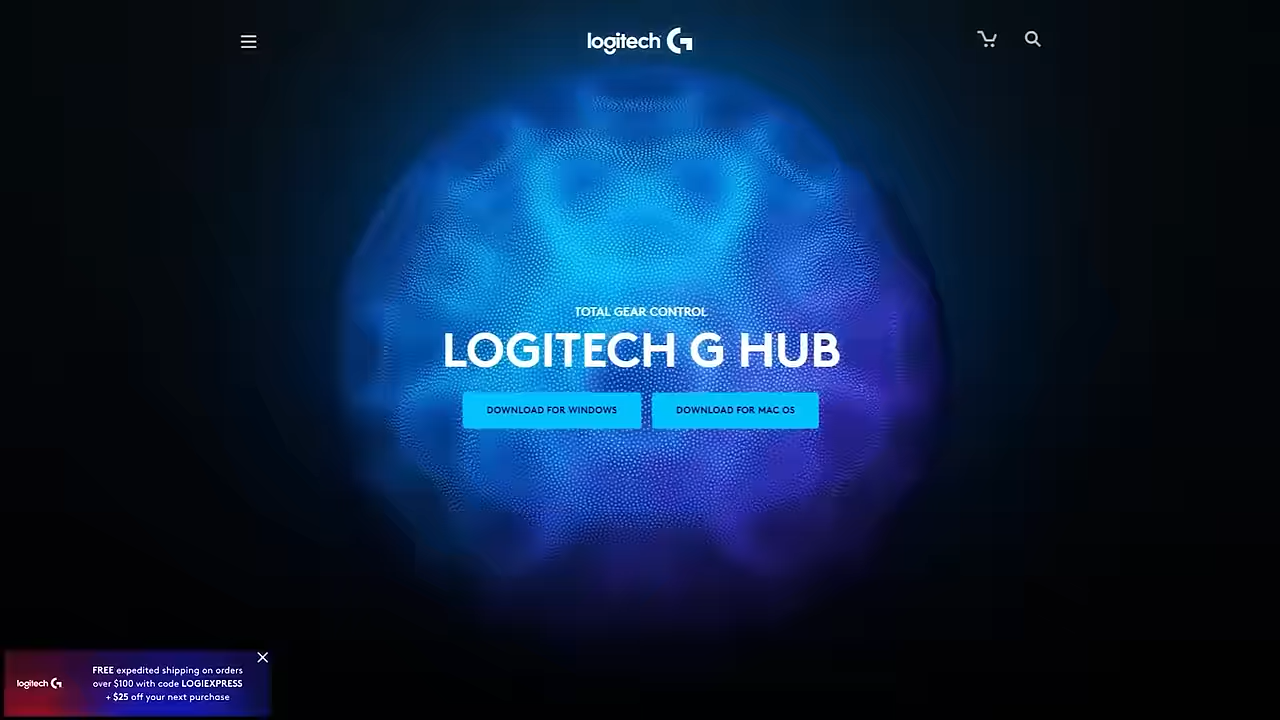 logitech G
TOTAL GEAR CONTROL
LOGITECH G HUB
DOWNLOAD FOR WINDOWS
DOWNLOAD FOR MAC OS
logitech G
FREE expedited shipping on orders
over $100 with code LOGIEXPRESS
+ $25 off your next purchase